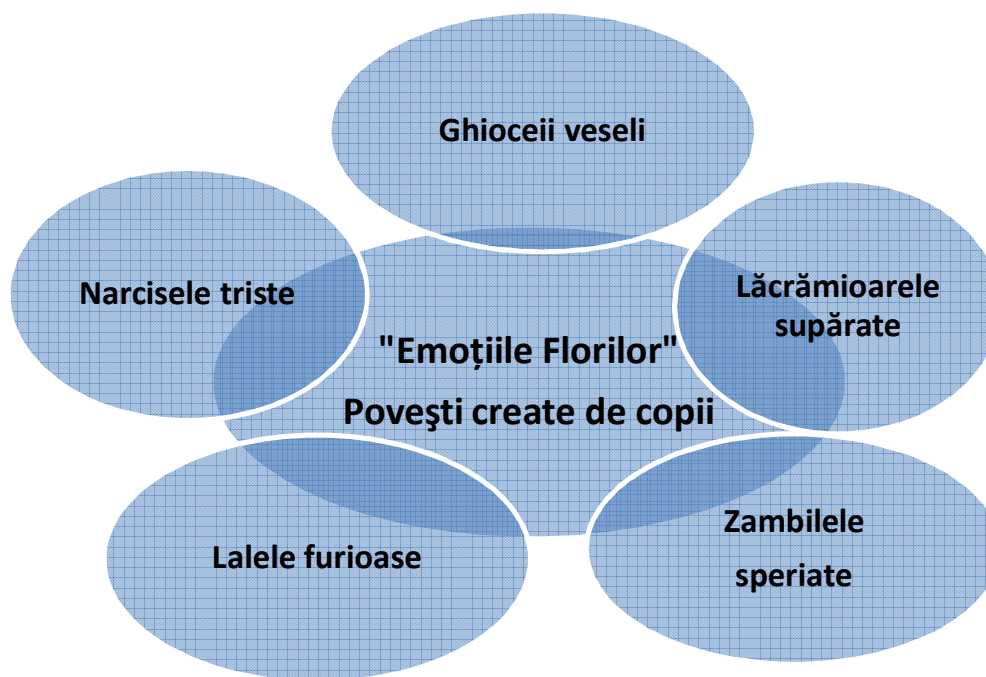 Ghioceii veseli
Narcisele triste
Lăcrămioarele
supărate
"Emoțiile Florilor"
Poveşti create de copii
Lalele furioase
Zambilele
speriate